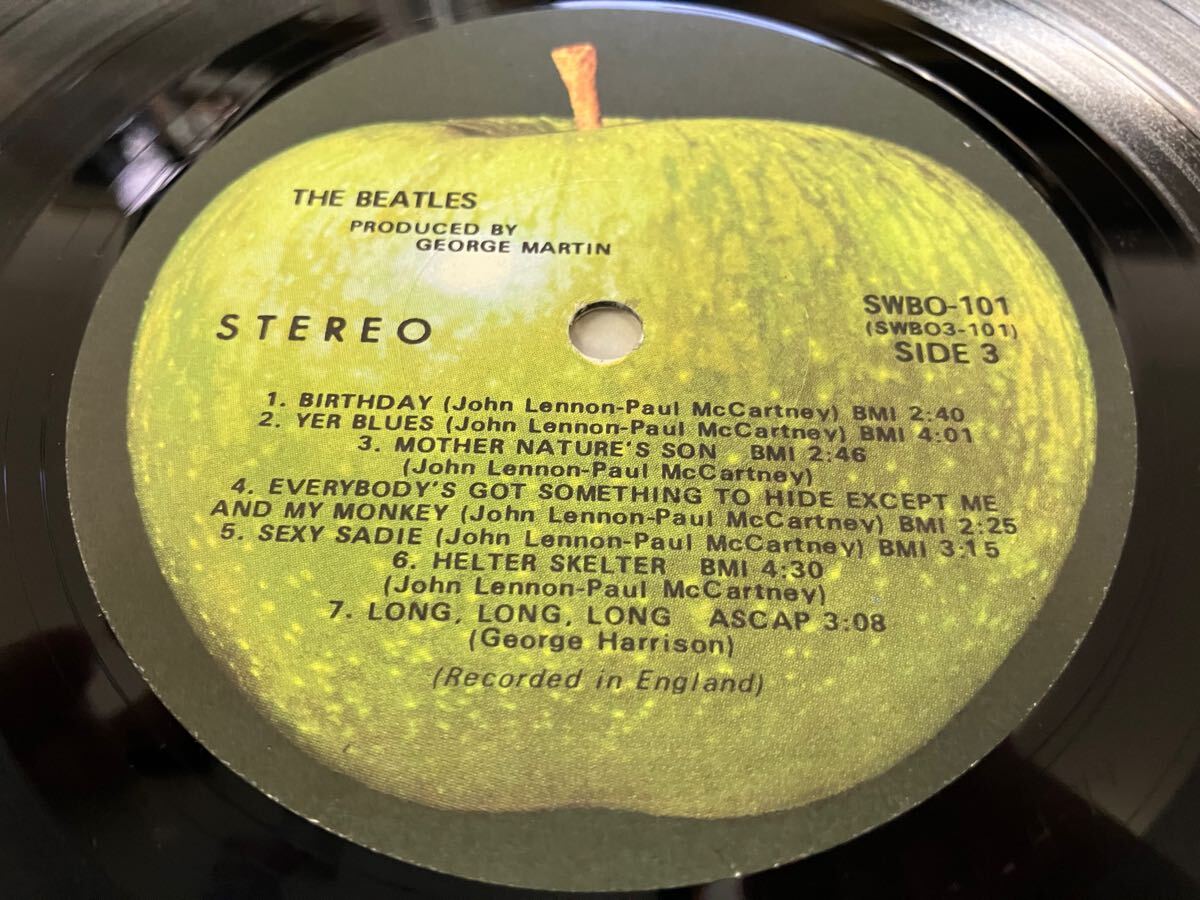 THE BEATLES
PRODUCED BY
GEORGE MARTIN
STEREO
SWBO-101
(SWBO3-101)
SIDE 3
1. BIRTHDAY (John Lennon-Paul McCartney) BMI 2:40
2. YER BLUES (John Lennon-Paul McCartney) BMI 4:01
3. MOTHER NATURE'S SON BMI 2:46
(John Lennon-Paul McCartney)
4. EVERYBODY'S GOT SOMETHING TO HIDE EXCEPT ME
AND MY MONKEY (John Lennon-Paul McCartney) BMI 2:25
5. SEXY SADIE (John Lennon-Paul McCartney) BMI 3:15
6. HELTER SKELTER BMI 4:30
(John Lennon-Paul McCartney)
7. LONG, LONG, LONG ASCAP 3:08
(George Harrison)
(Recorded in England)